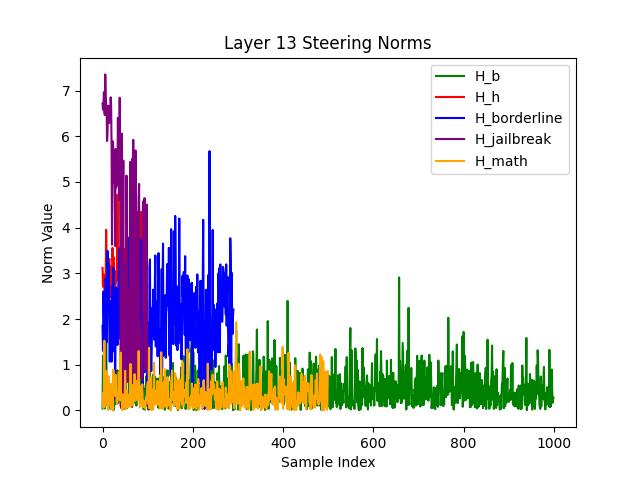 Layer 13 Steering Norms
H_b
H_h
H_borderline
H_jailbreak
H_math
Norm Value
7
6
5
4
3
2
1
0
0 200 400 600 800 1000
Sample Index